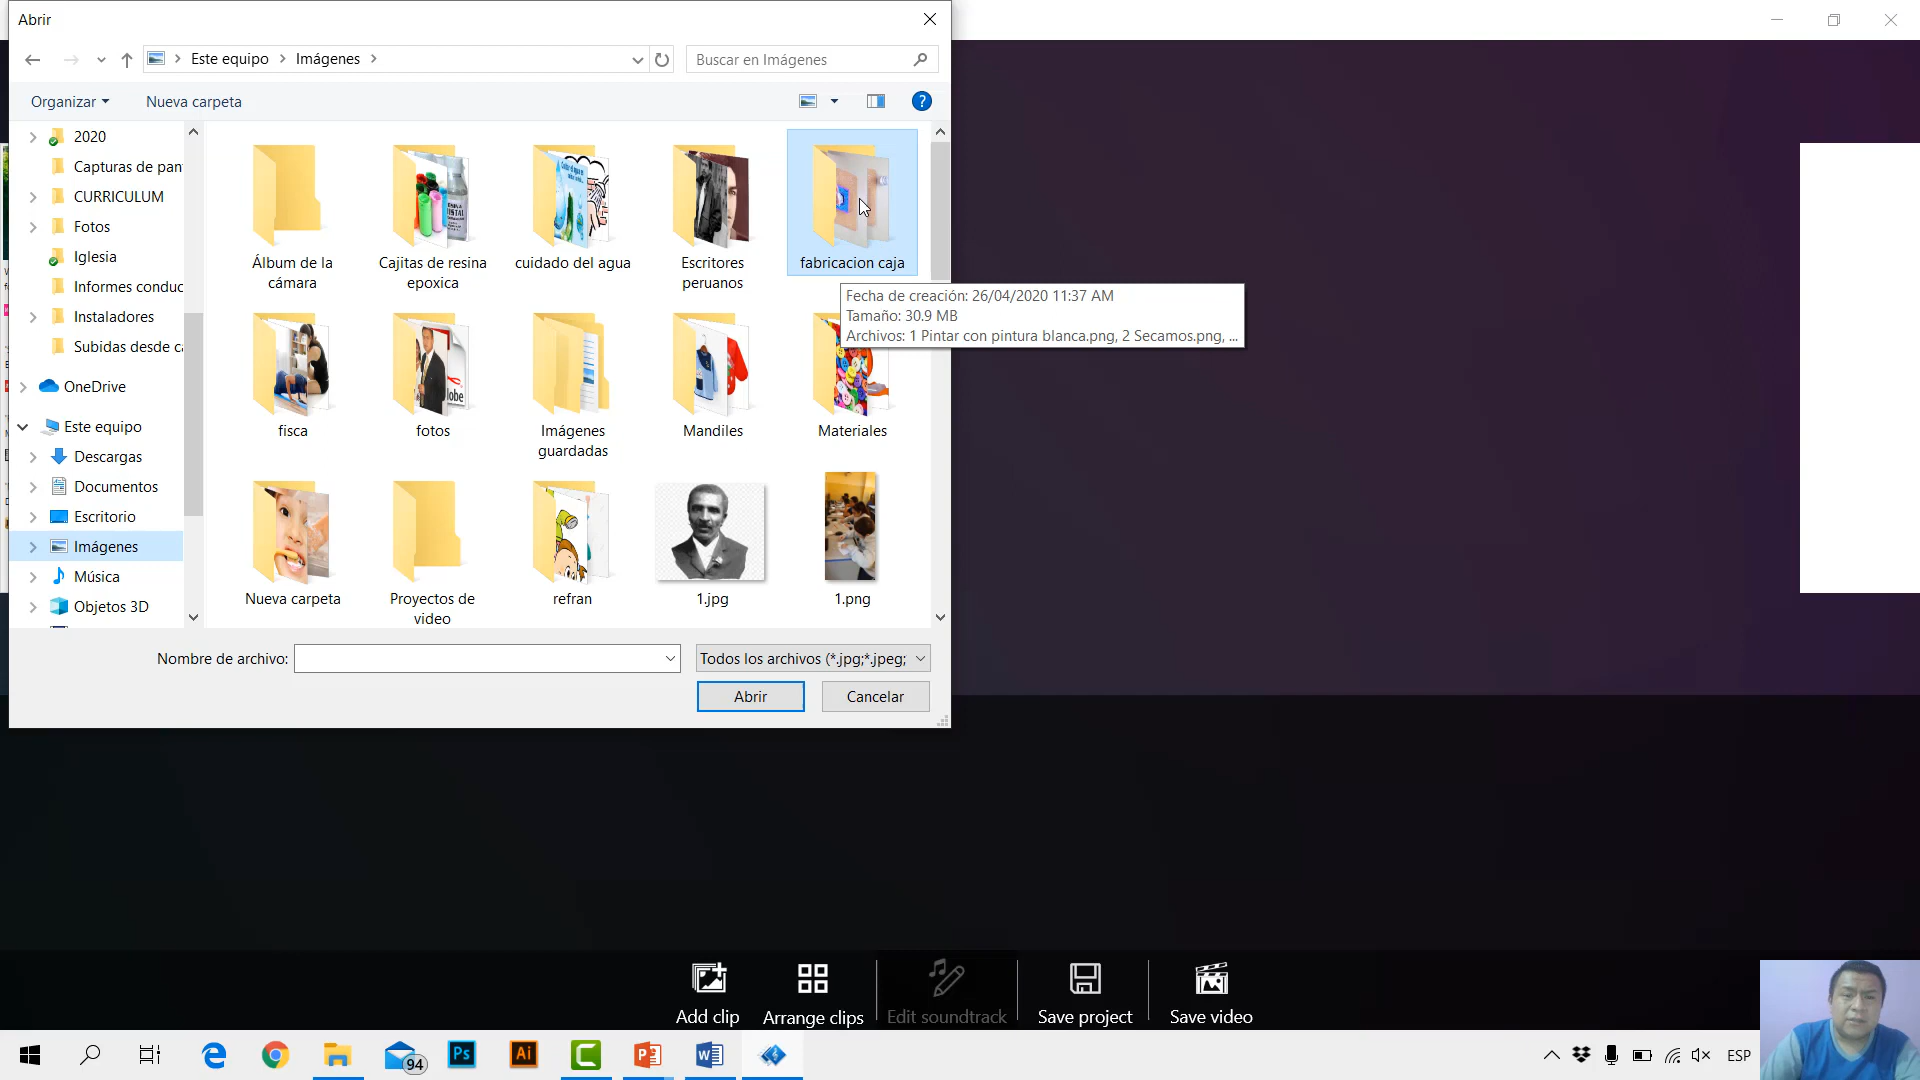 Abrir
Este equipo
Imágenes
Buscar en Imágenes
Organizar
Nueva carpeta
?
2020
Capturas de pan
CURRICULUM
Fotos
Iglesia
Informes conduc
Instaladores
Subidas desde ca
OneDrive
Este equipo
Descargas
Documentos
Escritorio
Imágenes
Música
Objetos 3D
Álbum de la
cámara
Cajitas de resina
epoxica
cuidado del agua
Escritores
peruanos
fabricacion caja
Fecha de creación: 26/04/2020 11:37 AM
Tamaño: 30.9 MB
Archivos: 1 Pintar con pintura blanca.png, 2 Secamos.png, ...
fisca
fotos
Imágenes
guardadas
Mandiles
Materiales
Nueva carpeta
Proyectos de
video
refran
1.jpg
1.png
Nombre de archivo:
Todos los archivos (*.jpg;*.jpeg;
Abrir
Cancelar
Add clip
Arrange clips
Edit soundtrack
Save project
Save video
94
Ps
Ai
ESP